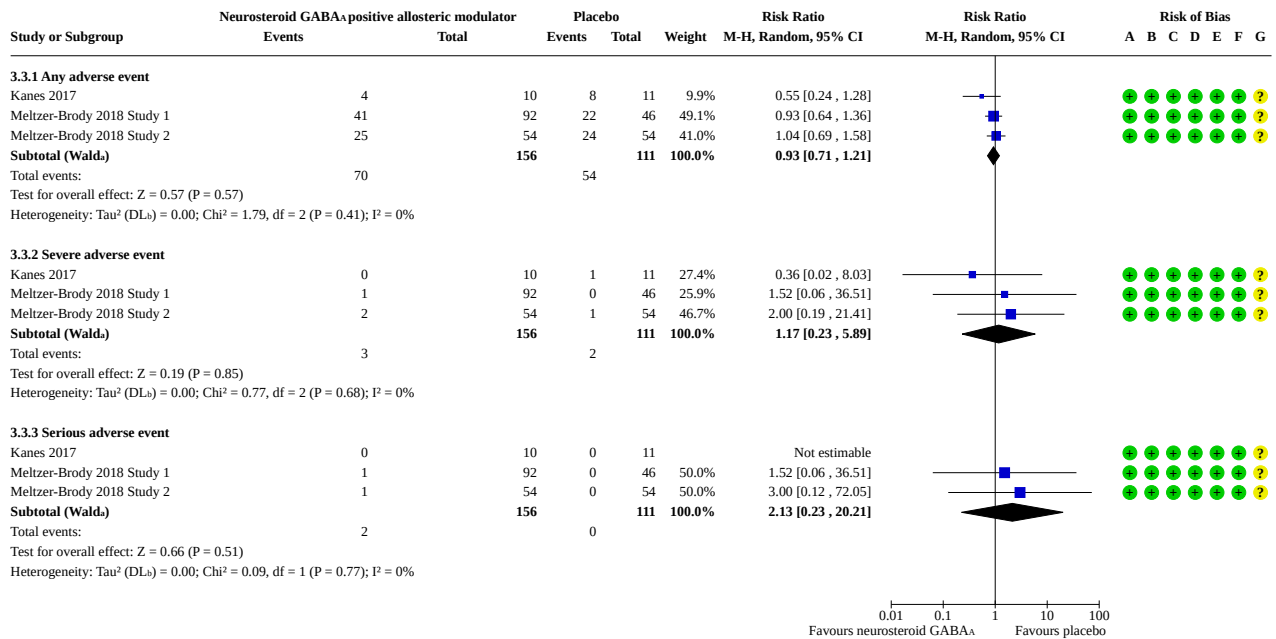 Neurosteroid GABAA positive allosteric modulator Placebo Risk Ratio Risk Ratio Risk of Bias
Study or Subgroup Events Total Events Total Weight M-H, Random, 95% CI M-H, Random, 95% CI A B C D E F G
3.3.1 Any adverse event
Kanes 2017 4 10 8 11 9.9% 0.55 [0.24 , 1.28] + + + + + + ?
Meltzer-Brody 2018 Study 1 41 92 22 46 49.1% 0.93 [0.64 , 1.36] + + + + + + ?
Meltzer-Brody 2018 Study 2 25 54 24 54 41.0% 1.04 [0.69 , 1.58] + + + + + + ?
Subtotal (Walda) 156 111 100.0% 0.93 [0.71 , 1.21]
Total events: 70 54
Test for overall effect: Z = 0.57 (P = 0.57)
Heterogeneity: Tau² (DLb) = 0.00; Chi² = 1.79, df = 2 (P = 0.41); I² = 0%
3.3.2 Severe adverse event
Kanes 2017 0 10 1 11 27.4% 0.36 [0.02 , 8.03] + + + + + + ?
Meltzer-Brody 2018 Study 1 1 92 0 46 25.9% 1.52 [0.06 , 36.51] + + + + + + ?
Meltzer-Brody 2018 Study 2 2 54 1 54 46.7% 2.00 [0.19 , 21.41] + + + + + + ?
Subtotal (Walda) 156 111 100.0% 1.17 [0.23 , 5.89]
Total events: 3 2
Test for overall effect: Z = 0.19 (P = 0.85)
Heterogeneity: Tau² (DLb) = 0.00; Chi² = 0.77, df = 2 (P = 0.68); I² = 0%
3.3.3 Serious adverse event
Kanes 2017 0 10 0 11 Not estimable + + + + + + ?
Meltzer-Brody 2018 Study 1 1 92 0 46 50.0% 1.52 [0.06 , 36.51] + + + + + + ?
Meltzer-Brody 2018 Study 2 1 54 0 54 50.0% 3.00 [0.12 , 72.05] + + + + + + ?
Subtotal (Walda) 156 111 100.0% 2.13 [0.23 , 20.21]
Total events: 2 0
Test for overall effect: Z = 0.66 (P = 0.51)
Heterogeneity: Tau² (DLb) = 0.00; Chi² = 0.09, df = 1 (P = 0.77); I² = 0%
0.01 0.1 1 10 100
Favours neurosteroid GABAA Favours placebo